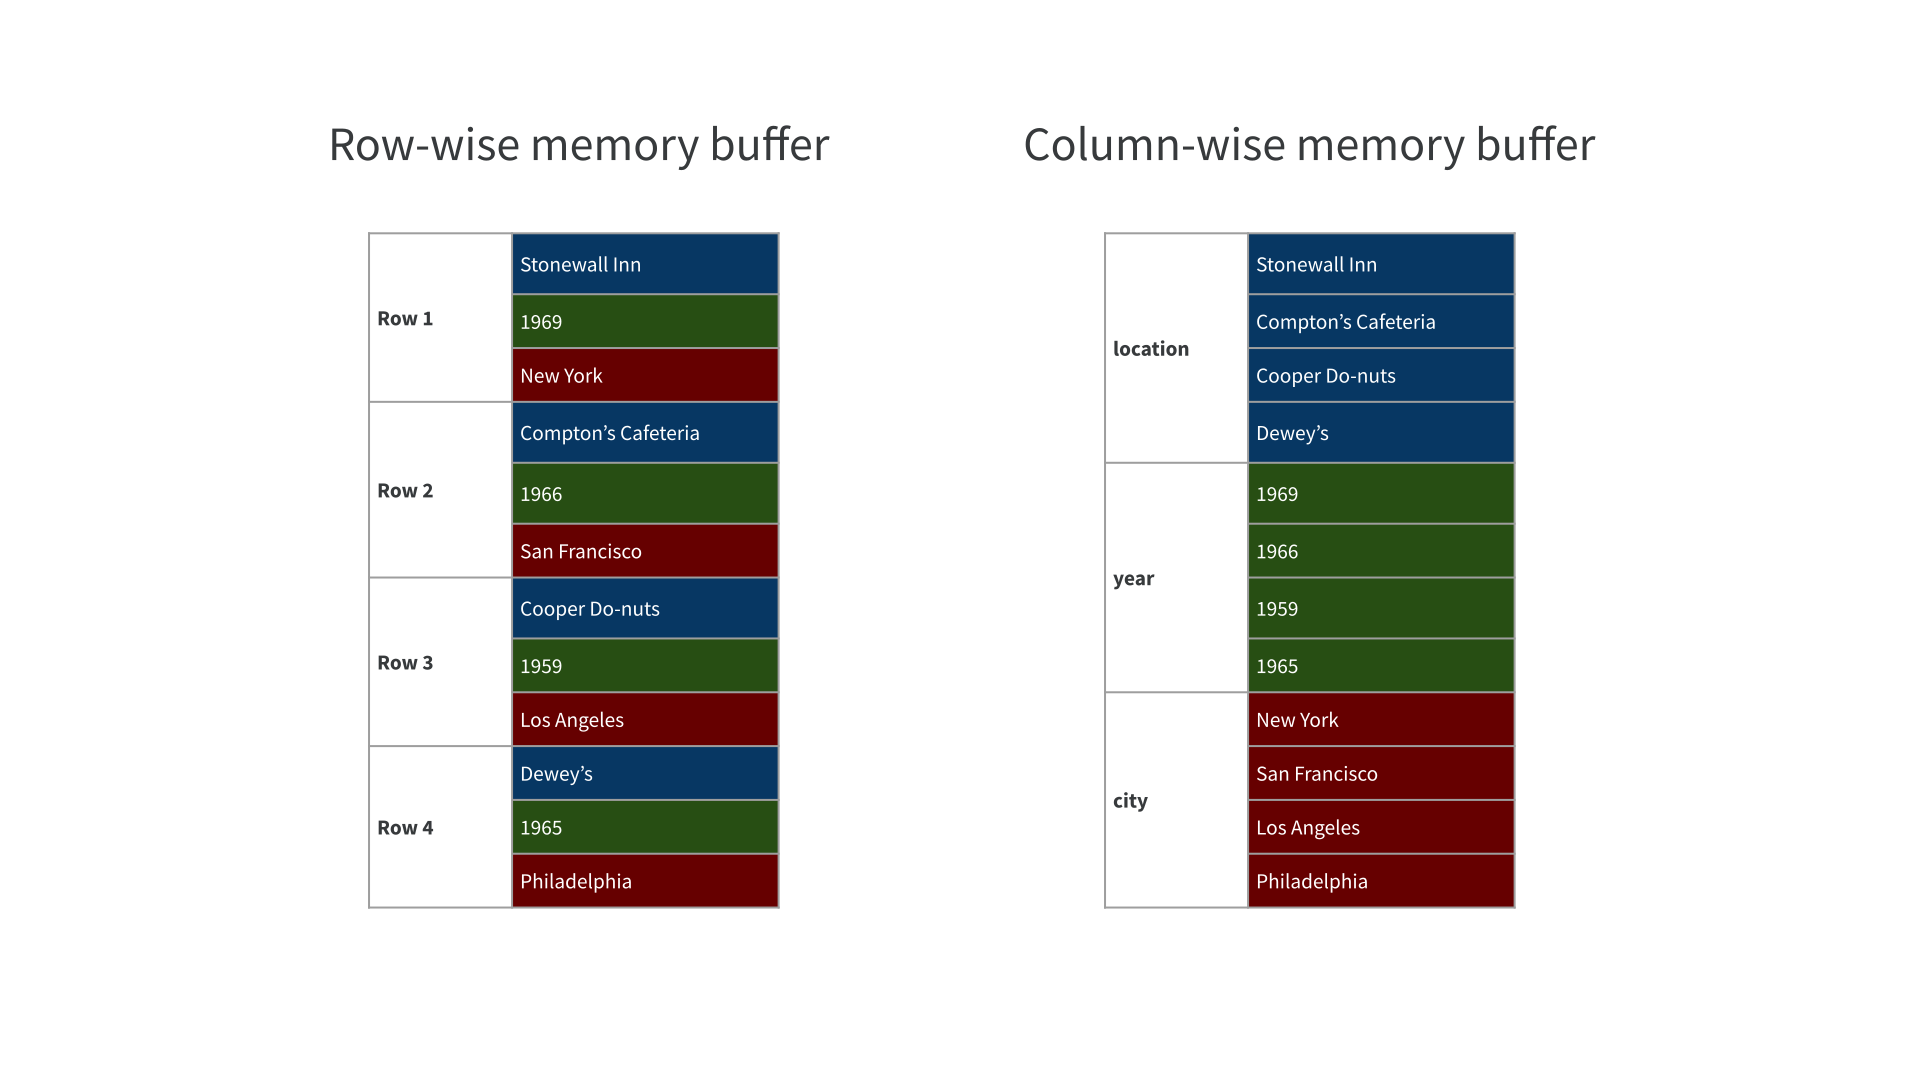 Row-wise memory buffer
Row 1
Stonewall Inn
1969
New York
Row 2
Compton’s Cafeteria
1966
San Francisco
Row 3
Cooper Do-nuts
1959
Los Angeles
Row 4
Dewey’s
1965
Philadelphia
Column-wise memory buffer
location
Stonewall Inn
Compton’s Cafeteria
Cooper Do-nuts
Dewey’s
year
1969
1966
1959
1965
city
New York
San Francisco
Los Angeles
Philadelphia